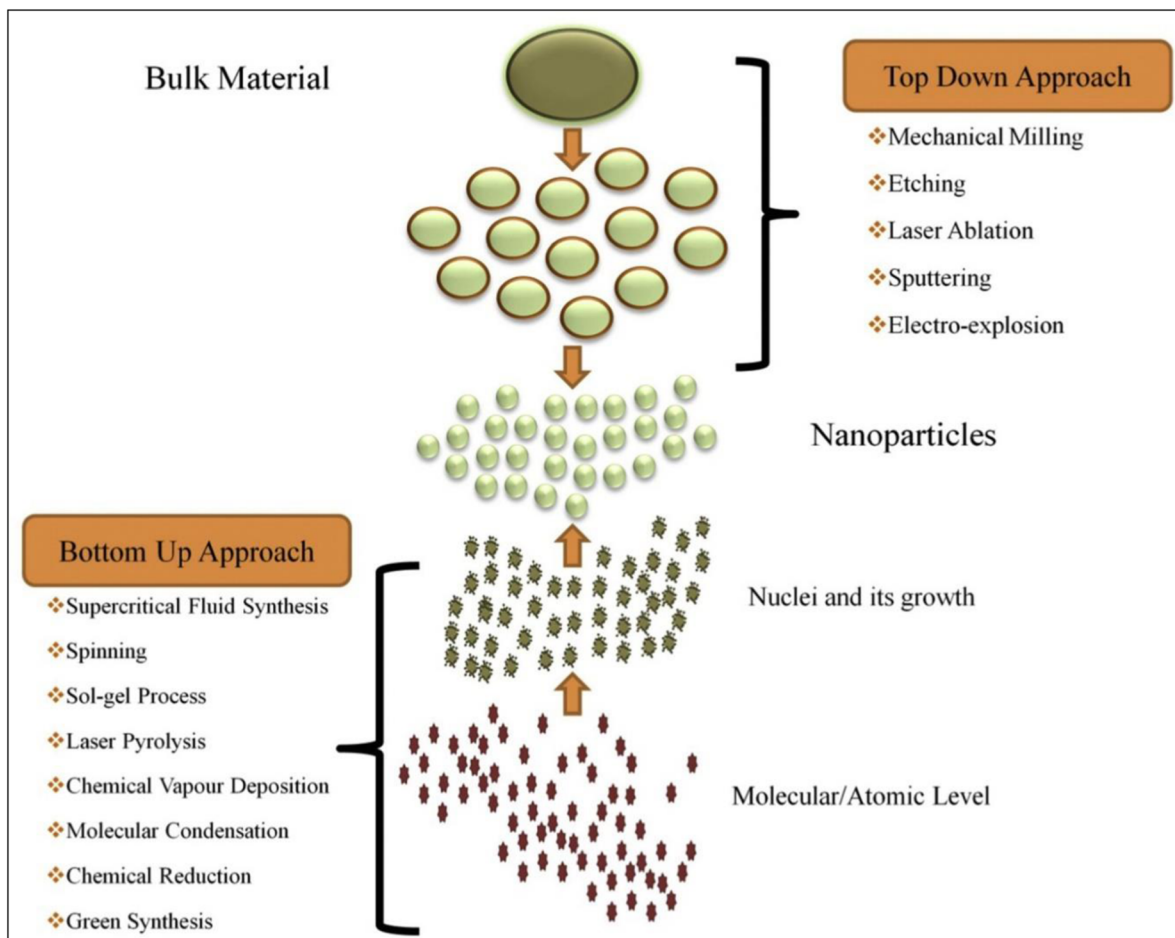 Bulk Material
Top Down Approach
❖Mechanical Milling
❖Etching
❖Laser Ablation
❖Sputtering
❖Electro-explosion
Nanoparticles
Bottom Up Approach
❖Supercritical Fluid Synthesis
❖Spinning
❖Sol-gel Process
❖Laser Pyrolysis
❖Chemical Vapour Deposition
❖Molecular Condensation
❖Chemical Reduction
❖Green Synthesis
Nuclei and its growth
Molecular/Atomic Level